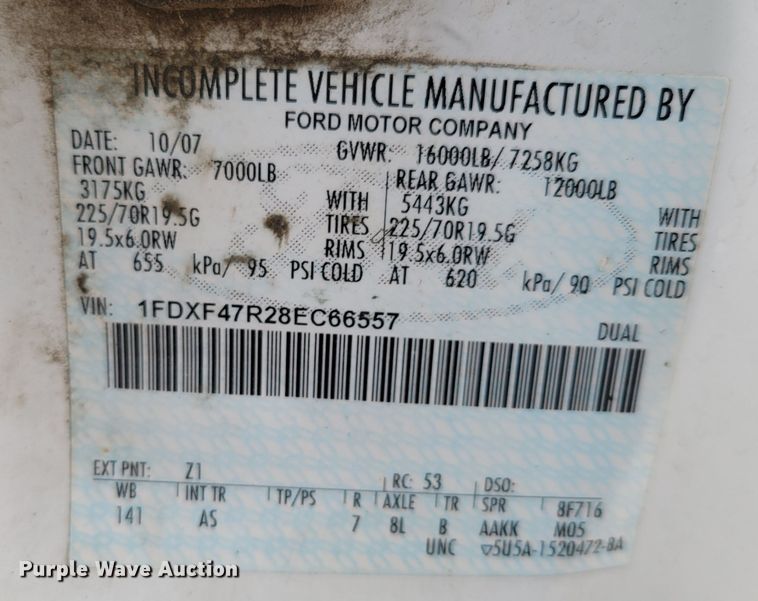 INCOMPLETE VEHICLE MANUFACTURED BY
FORD MOTOR COMPANY
DATE: 10/07 GVWR: 16000LB/ 7258KG
FRONT GAWR: 7000LB REAR GAWR: 12000LB
3175KG WITH 5443KG WITH
225/70R19.5G TIRES 225/70R19.5G TIRES
19.5x6.0RW RIMS 19.5x6.0RW RIMS
AT 655 kPa/ 95 PSI COLD AT 620 kPa/ 90 PSI COLD
VIN: 1FDXF47R28EC66557 DUAL
EXT PNT: Z1 RC: 53 DSO:
WB INT TR TP/PS R AXLE TR SPR 8F716
141 AS 7 8L B AAKK M05
UNC ▽5U5A-1520472-BA
Purple Wave Auction